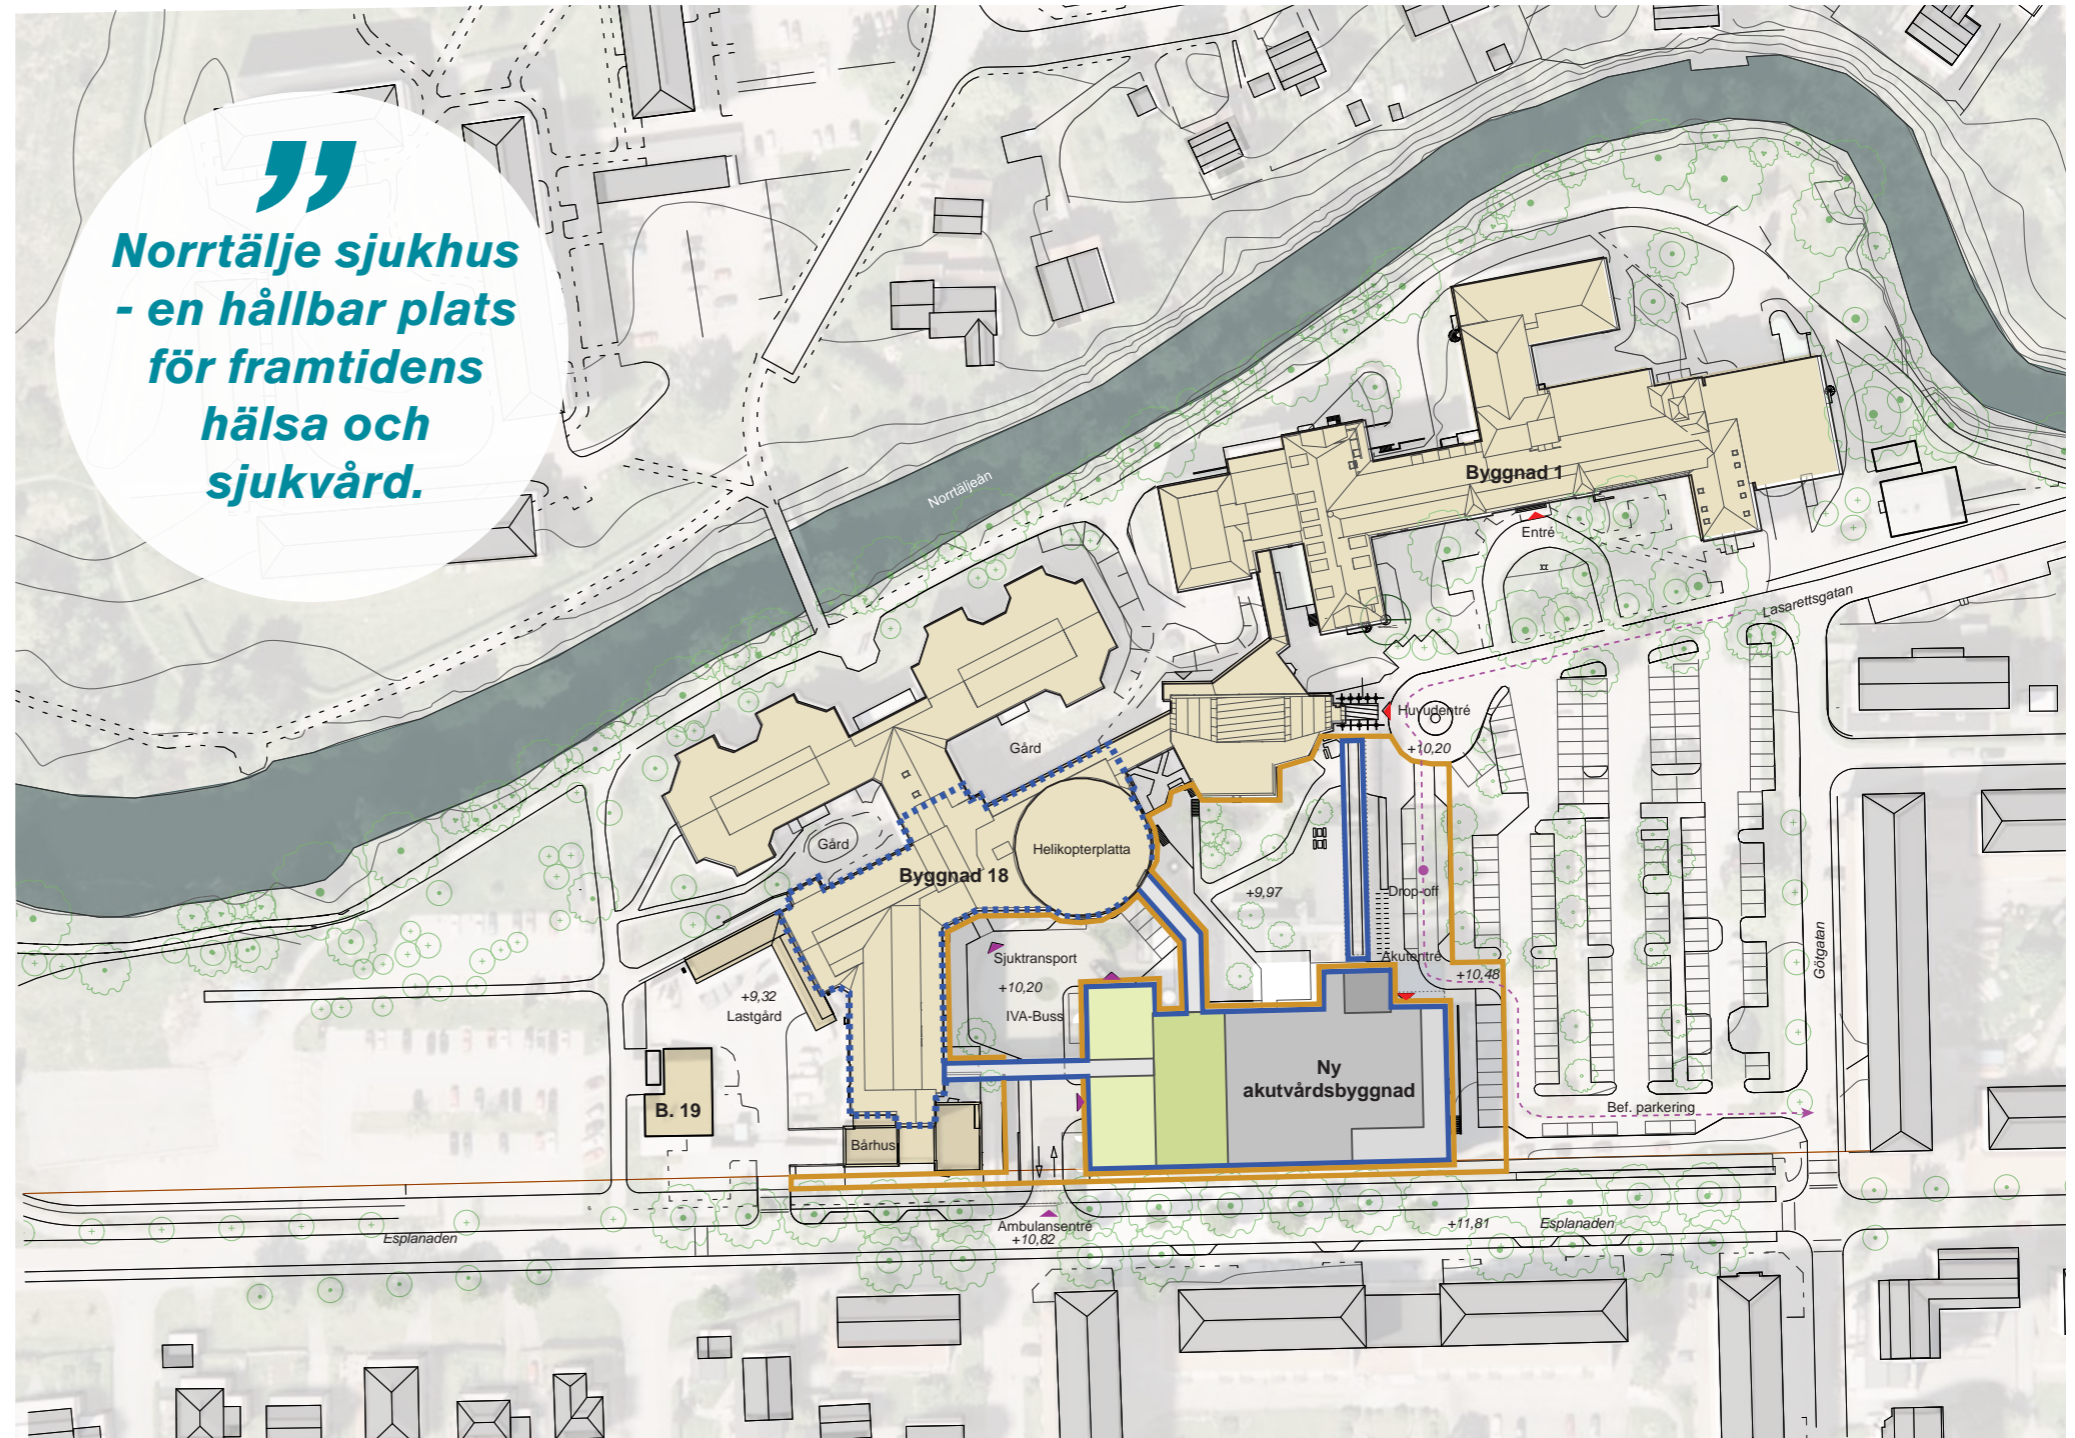 ”
Norrtälje sjukhus
- en hållbar plats
för framtidens
hälsa och
sjukvård.
Norrtäljeån
Byggnad 1
Entré
Lasarettsgatan
Huvudentré
+10,20
Gård
Gård
Helikopterplatta
Byggnad 18
+9,97
Drop-off
Akutentré
+10,48
Götgatan
Sjuktransport
+10,20
IVA-Buss
+9,32
Lastgård
Ny
akutvårdsbyggnad
B. 19
Bef. parkering
Bårhus
Ambulansentré
+10,82
+11,81
Esplanaden
Esplanaden